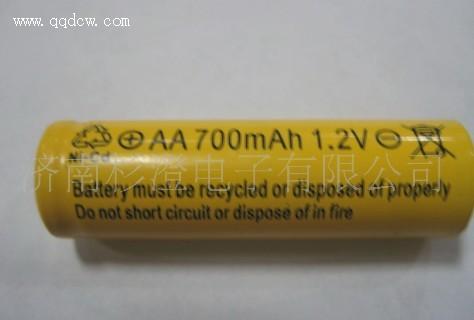 www.qqdcw.com
Ni-Cd
⊕AA 700mAh 1.2V⊖
济南杉澄电子有限公司
Battery must be recycled or disposed of properly
Do not short circuit or dispose of in fire